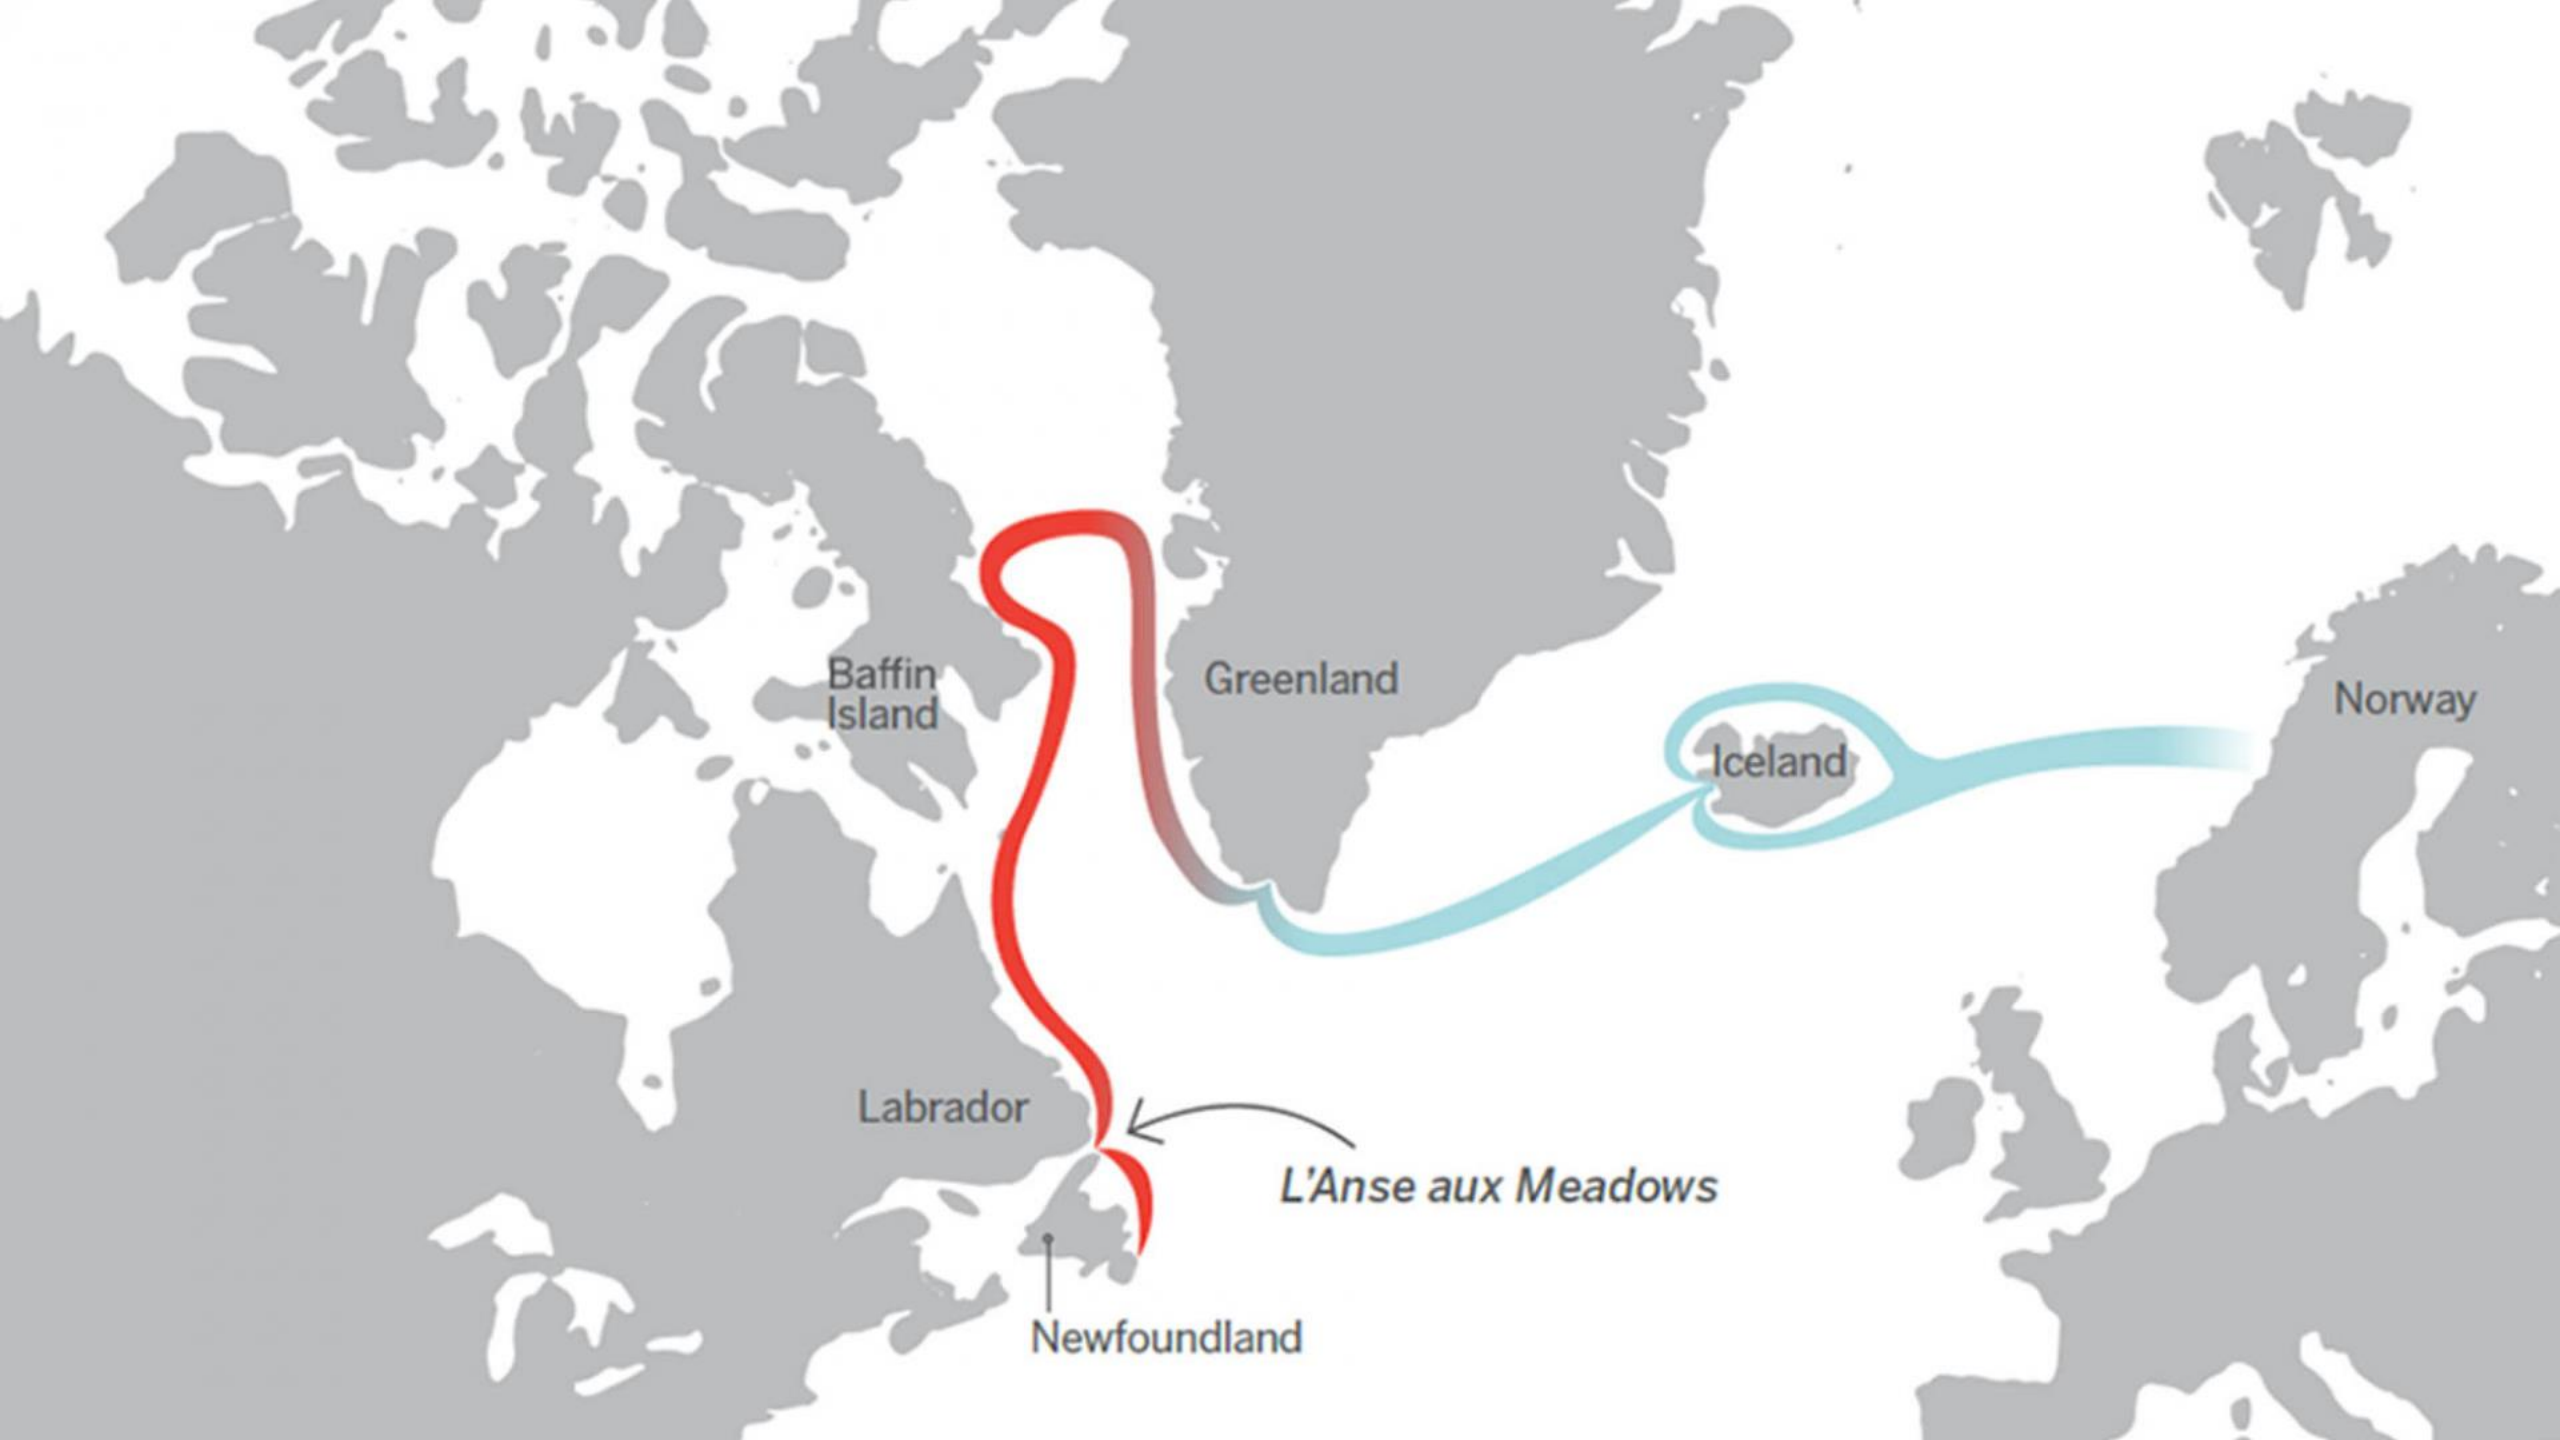 Baffin
Island
Greenland
Norway
Iceland
Labrador
L'Anse aux Meadows
Newfoundland